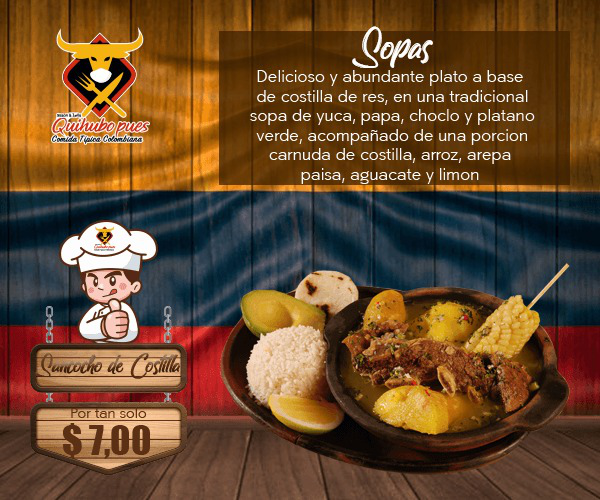 Sopas
Delicioso y abundante plato a base
de costilla de res, en una tradicional
sopa de yuca, papa, choclo y platano
verde, acompañado de una porcion
carnuda de costilla, arroz, arepa
paisa, aguacate y limon
Quihubo pues
Comida Típica Colombiana
Sancocho de Costilla
Por tan solo
$ 7,00